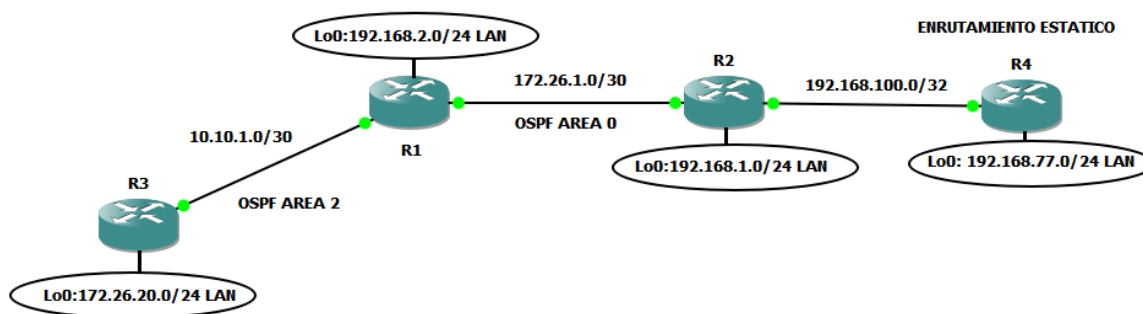 ENRUTAMIENTO ESTATICO
Lo0:192.168.2.0/24 LAN
R2
R4
172.26.1.0/30
192.168.100.0/32
10.10.1.0/30
OSPF AREA 0
R1
Lo0:192.168.1.0/24 LAN
Lo0: 192.168.77.0/24 LAN
R3
OSPF AREA 2
Lo0:172.26.20.0/24 LAN